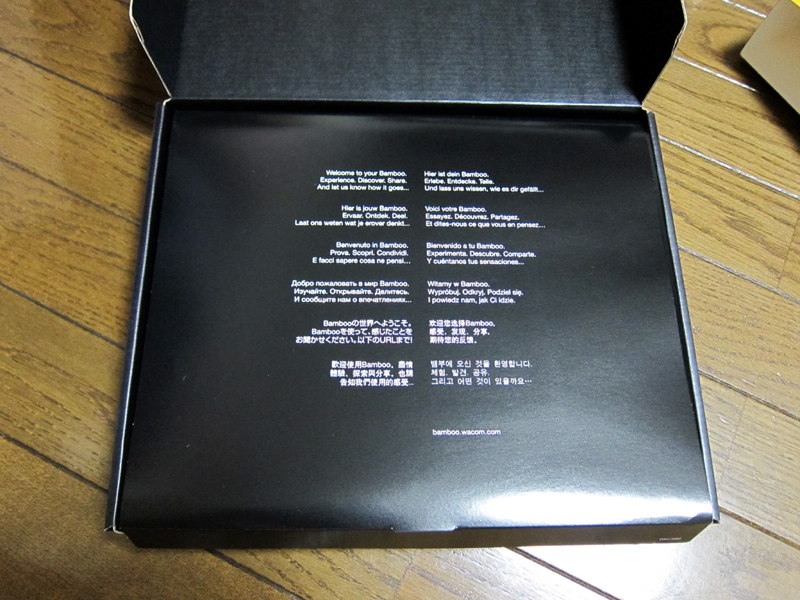 Welcome to your Bamboo.
Experience. Discover. Share.
And let us know how it goes...
Hier ist dein Bamboo.
Erlebe. Entdecke. Teile.
Und lass uns wissen, wie es dir gefällt...
Hier is jouw Bamboo.
Ervaar. Ontdek. Deel.
Laat ons weten wat je erover denkt...
Voici votre Bamboo.
Essayez. Découvrez. Partagez.
Et dites-nous ce que vous en pensez...
Benvenuto in Bamboo.
Prova. Scopri. Condividi.
E facci sapere cosa ne pensi...
Bienvenido a tu Bamboo.
Experimenta. Descubre. Comparte.
Y cuéntanos tus sensaciones...
Добро пожаловать в мир Bamboo.
Изучайте. Открывайте. Делитесь.
И сообщите нам о впечатлениях...
Witamy w Bamboo.
Wypróbuj. Odkryj. Podziel się.
I powiedz nam, jak Ci idzie.
Bambooの世界へようこそ。
Bambooを使って、感じたことを
お聞かせください。以下のURLまで!
欢迎您选择Bamboo,
感受、发现、分享,
期待您的反馈。
歡迎使用Bamboo, 盡情
體驗、探索與分享, 也請
告知我們使用的感受...
뱀부에 오신 것을 환영합니다.
체험. 발견. 공유.
그리고 어떤 것이 있을까요…
bamboo.wacom.com